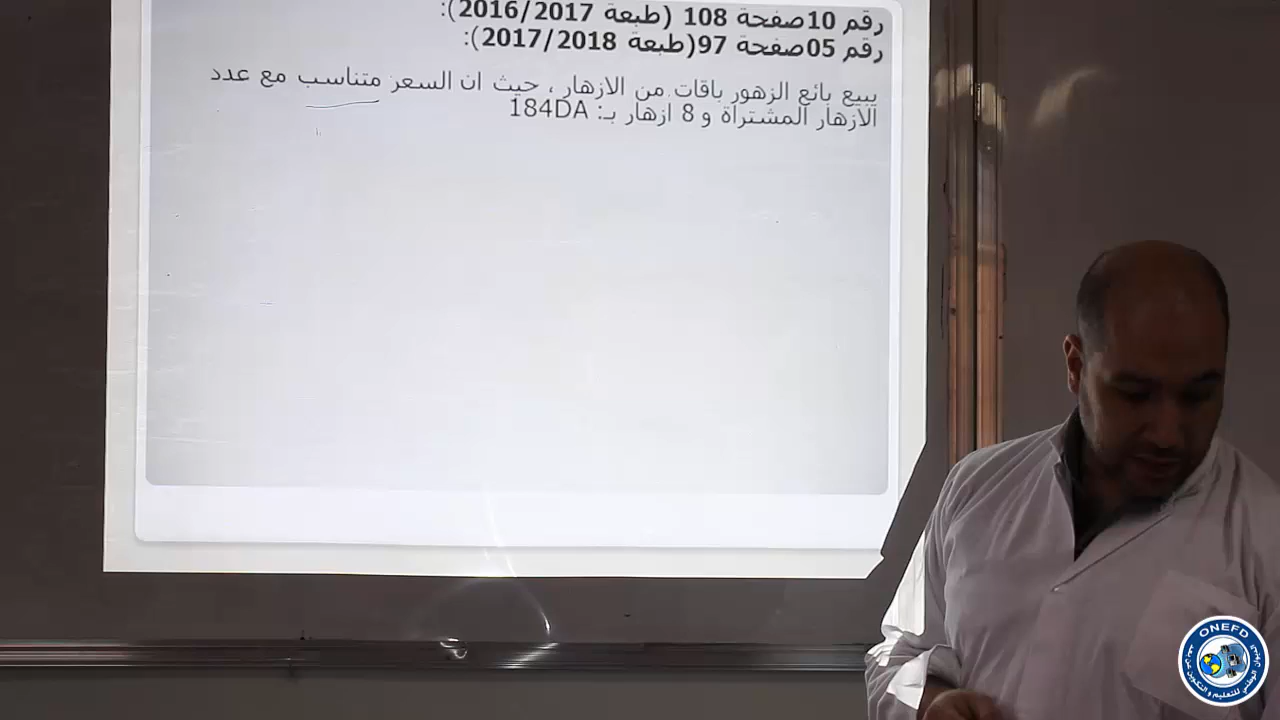 رقم 10صفحة 108 (طبعة 2016/2017):
رقم 05صفحة 97(طبعة 2017/2018):
يبيع بائع الزهور باقات من الازهار ، حيث ان السعر متناسب مع عدد
الازهار المشتراة و 8 ازهار بـ: 184DA
ONEFD